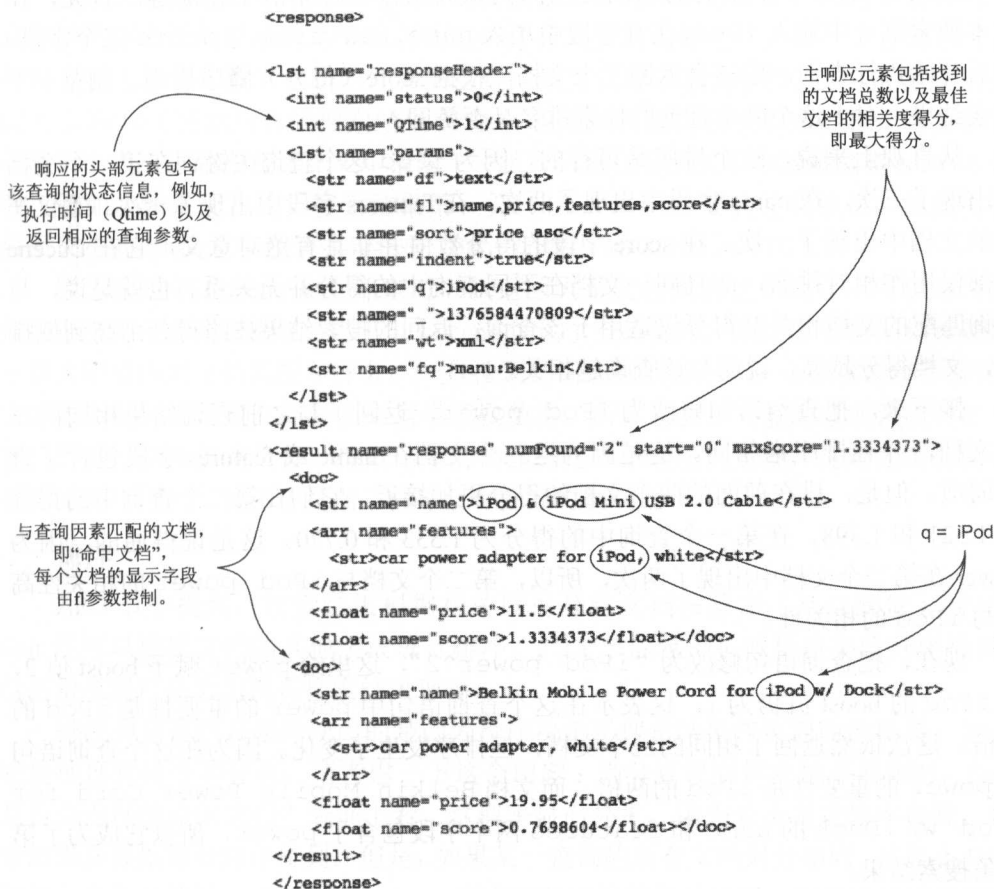 <response>
<lst name="responseHeader">
<int name="status">0</int>
<int name="QTime">1</int>
<lst name="params">
<str name="df">text</str>
<str name="fl">name,price,features,score</str>
<str name="sort">price asc</str>
<str name="indent">true</str>
<str name="q">iPod</str>
<str name="_">1376584470809</str>
<str name="wt">xml</str>
<str name="fq">manu:Belkin</str>
</lst>
</lst>
<result name="response" numFound="2" start="0" maxScore="1.3334373">
<doc>
<str name="name">iPod & iPod Mini USB 2.0 Cable</str>
<arr name="features">
<str>car power adapter for iPod, white</str>
</arr>
<float name="price">11.5</float>
<float name="score">1.3334373</float></doc>
<doc>
<str name="name">Belkin Mobile Power Cord for iPod w/ Dock</str>
<arr name="features">
<str>car power adapter, white</str>
</arr>
<float name="price">19.95</float>
<float name="score">0.7698604</float></doc>
</result>
</response>
响应的头部元素包含
该查询的状态信息，例如，
执行时间（Qtime）以及
返回相应的查询参数。
主响应元素包括找到
的文档总数以及最佳
文档的相关度得分，
即最大得分。
与查询因素匹配的文档，
即“命中文档”，
每个文档的显示字段
由fl参数控制。
q = iPod